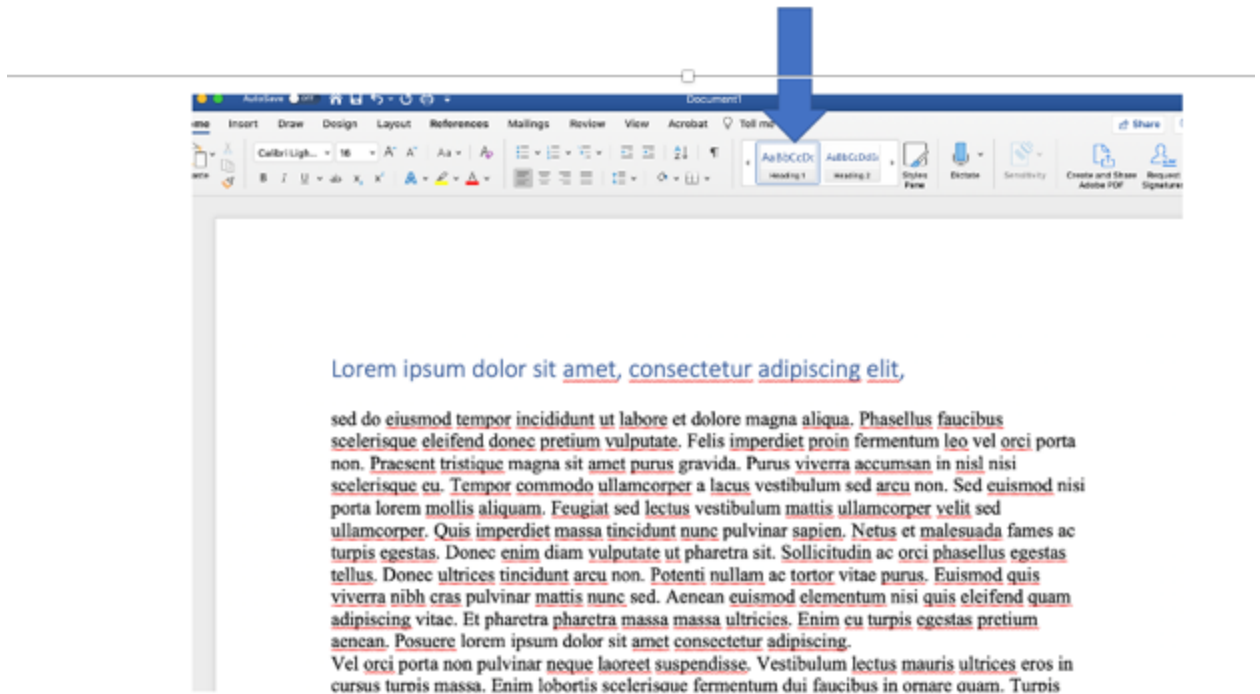 AutoSave OFF Document1
me Insert Draw Design Layout References Mailings Review View Acrobat Tell me Share
Calibri Ligh... 16 A A Aa A AaBbCcDc AaBbCcDdEe
B I U ab x x A A Heading 1 Heading 2 Styles Pane Dictate Sensitivity Create and Share Adobe PDF Request Signatures
Lorem ipsum dolor sit amet, consectetur adipiscing elit,
sed do eiusmod tempor incididunt ut labore et dolore magna aliqua. Phasellus faucibus
scelerisque eleifend donec pretium vulputate. Felis imperdiet proin fermentum leo vel orci porta
non. Praesent tristique magna sit amet purus gravida. Purus viverra accumsan in nisl nisi
scelerisque eu. Tempor commodo ullamcorper a lacus vestibulum sed arcu non. Sed euismod nisi
porta lorem mollis aliquam. Feugiat sed lectus vestibulum mattis ullamcorper velit sed
ullamcorper. Quis imperdiet massa tincidunt nunc pulvinar sapien. Netus et malesuada fames ac
turpis egestas. Donec enim diam vulputate ut pharetra sit. Sollicitudin ac orci phasellus egestas
tellus. Donec ultrices tincidunt arcu non. Potenti nullam ac tortor vitae purus. Euismod quis
viverra nibh cras pulvinar mattis nunc sed. Aenean euismod elementum nisi quis eleifend quam
adipiscing vitae. Et pharetra pharetra massa massa ultricies. Enim eu turpis egestas pretium
aenean. Posuere lorem ipsum dolor sit amet consectetur adipiscing.
Vel orci porta non pulvinar neque laoreet suspendisse. Vestibulum lectus mauris ultrices eros in
cursus turpis massa. Enim lobortis scelerisque fermentum dui faucibus in ornare quam. Turpis